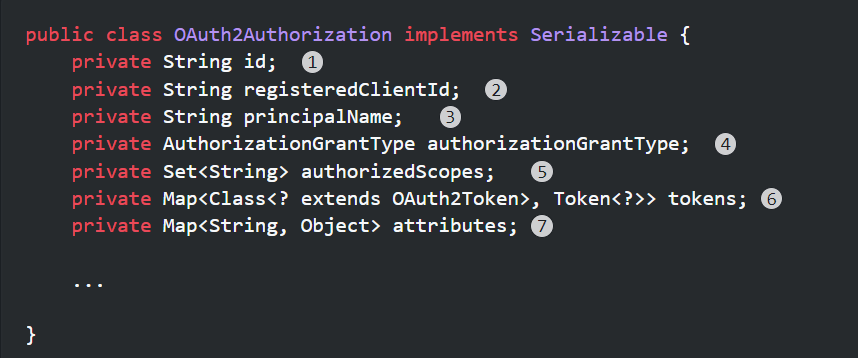 public class OAuth2Authorization implements Serializable {
    private String id;  1
    private String registeredClientId;  2
    private String principalName;   3
    private AuthorizationGrantType authorizationGrantType;  4
    private Set<String> authorizedScopes;   5
    private Map<Class<? extends OAuth2Token>, Token<?>> tokens; 6
    private Map<String, Object> attributes; 7
    ...
}